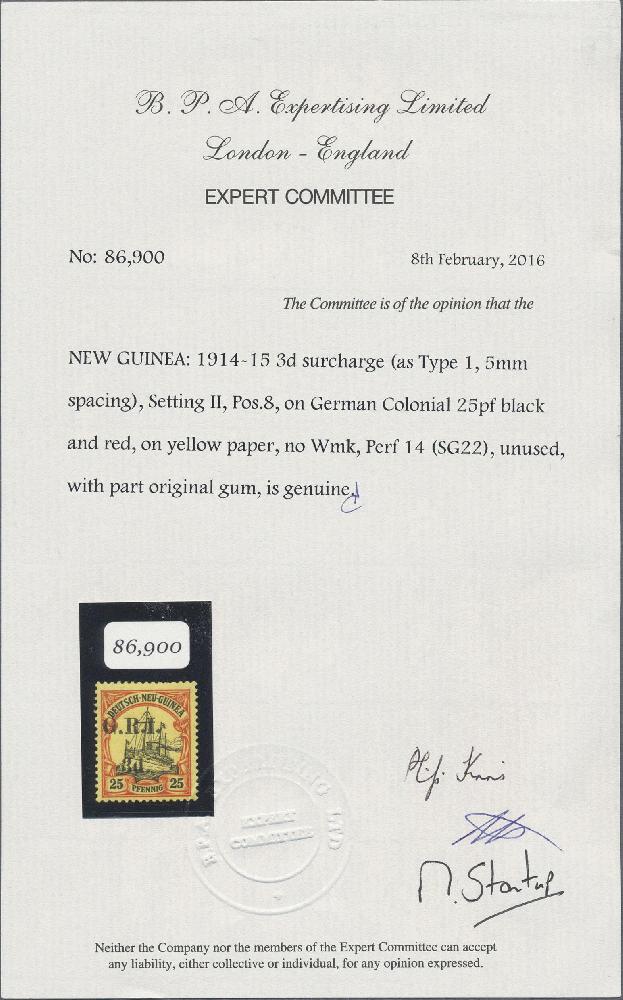 B. P. A. Expertising Limited
London - England
EXPERT COMMITTEE
No: 86,900
8th February, 2016
The Committee is of the opinion that the
NEW GUINEA: 1914-15 3d surcharge (as Type 1, 5mm
spacing), Setting II, Pos.8, on German Colonial 25pf black
and red, on yellow paper, no Wmk, Perf 14 (SG22), unused,
with part original gum, is genuine.
86,900
DEUTSCH-NEU-GUINEA
G.R.I.
3d.
25 PFENNIG 25
EXPERT
COMMITTEE
LTD
M. Startup
Neither the Company nor the members of the Expert Committee can accept
any liability, either collective or individual, for any opinion expressed.